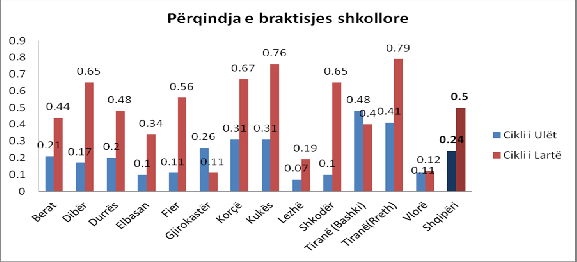 Përqindja e braktisjes shkollore
0.9
0.8
0.7
0.6
0.5
0.4
0.3
0.2
0.1
0
0.21 0.44
0.17 0.65
0.2 0.48
0.1 0.34
0.11 0.56
0.26 0.11
0.31 0.67
0.31 0.76
0.07 0.19
0.1 0.65
0.48 0.4
0.41 0.79
0.11 0.12
0.24 0.5
Berat
Dibër
Durrës
Elbasan
Fier
Gjirokastër
Korçë
Kukës
Lezhë
Shkodër
Tiranë (Bashki)
Tiranë(Rreth)
Vlorë
Shqipëri
Cikli i Ulët
Cikli i Lartë